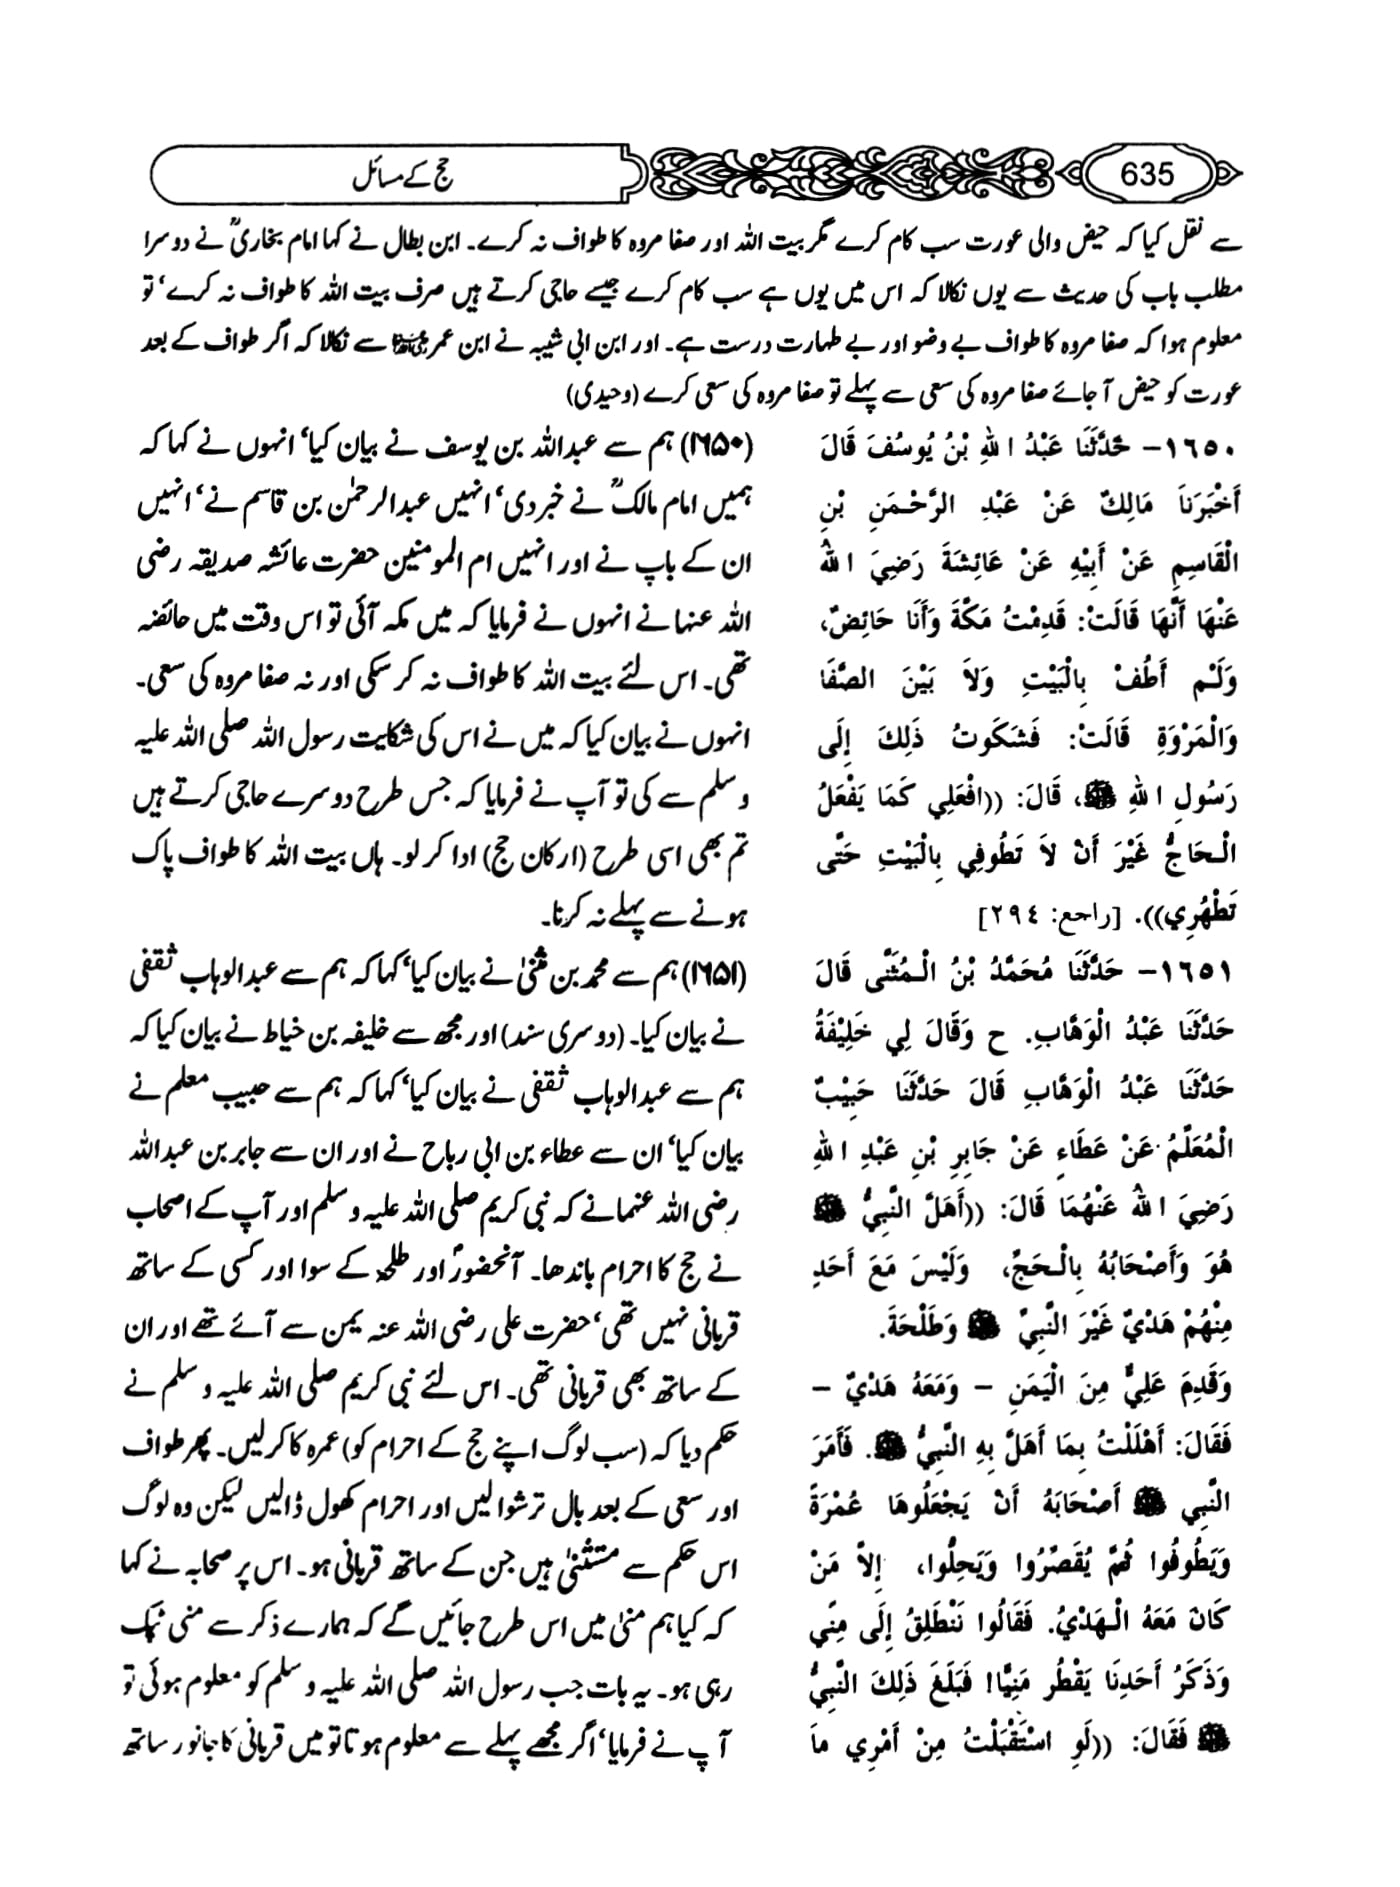 635
حج کے مسائل
سے نقل کیا کہ حیض والی عورت سب کام کرے مگر بیت اللہ اور صفا مروہ کا طواف نہ کرے۔ ابن بطال نے کہا امام بخاریؒ نے دوسرا
مطلب باب کی حدیث سے یوں نکالا کہ اس میں یوں ہے سب کام کرے جیسے حاجی کرتے ہیں صرف بیت اللہ کا طواف نہ کرے‘ تو
معلوم ہوا کہ صفا مروہ کا طواف بے وضو اور بے طہارت درست ہے۔ اور ابن ابی شیبہ نے ابن عمر رضی اللہ عنہما سے نکالا کہ اگر طواف کے بعد
عورت کو حیض آ جائے صفا مروہ کی سعی سے پہلے تو صفا مروہ کی سعی کرے (وحیدی)
١٦٥٠- حَدَّثَنَا عَبْدُ اللهِ بْنُ يُوسُفَ قَالَ
أَخْبَرَنَا مَالِكٌ عَنْ عَبْدِ الرَّحْمَنِ بْنِ
الْقَاسِمِ عَنْ أَبِيْهِ عَنْ عَائِشَةَ رَضِيَ اللهُ
عَنْهَا أَنَّهَا قَالَتْ: قَدِمْتُ مَكَّةَ وَأَنَا حَائِضٌ،
وَلَمْ أَطُفْ بِالْبَيْتِ وَلاَ بَيْنَ الصَّفَا
وَالْمَرْوَةِ قَالَتْ: فَشَكَوتُ ذَلِكَ إِلَى
رَسُولِ اللهِ ﷺ، قَالَ: ((افْعَلِي كَمَا يَفْعَلُ
الْحَاجُّ غَيْرَ أَنْ لاَ تَطُوفِي بِالْبَيْتِ حَتَّى
تَطْهُرِي)). [راجع: ٢٩٤]
١٦٥١- حَدَّثَنَا مُحَمَّدُ بْنُ الْمُثَنَّى قَالَ
حَدَّثَنَا عَبْدُ الْوَهَّابِ. ح وَقَالَ لِي خَلِيْفَةُ
حَدَّثَنَا عَبْدُ الْوَهَّابِ قَالَ حَدَّثَنَا حَبِيْبٌ
الْمُعَلِّمُ عَنْ عَطَاءٍ عَنْ جَابِرِ بْنِ عَبْدِ اللهِ
رَضِيَ اللهُ عَنْهُمَا قَالَ: ((أَهَلَّ النَّبِيُّ ﷺ
هُوَ وَأَصْحَابُهُ بِالْحَجِّ، وَلَيْسَ مَعَ أَحَدٍ
مِنْهُمْ هَدْيٌ غَيْرَ النَّبِيِّ ﷺ وَطَلْحَةَ.
وَقَدِمَ عَلِيٌّ مِنَ الْيَمَنِ - وَمَعَهُ هَدْيٌ -
فَقَالَ: أَهْلَلْتُ بِمَا أَهَلَّ بِهِ النَّبِيُّ ﷺ. فَأَمَرَ
النَّبِي ﷺ أَصْحَابَهُ أَنْ يَجْعَلُوهَا عُمْرَةً
وَيَطُوفُوا ثُمَّ يُقَصِّرُوا وَيَحِلُّوا، إِلاَّ مَنْ
كَانَ مَعَهُ الْهَدْيُ. فَقَالُوا نَنْطَلِقُ إِلَى مِنًى
وَذَكَرُ أَحَدِنَا يَقْطُر مَنِيًّا! فَبَلَغَ ذَلِكَ النَّبِيُّ
ﷺ فَقَالَ: ((لَوِ اسْتَقْبَلْتُ مِنْ أَمْرِي مَا
(۱۶۵۰) ہم سے عبداللہ بن یوسف نے بیان کیا‘ انہوں نے کہا کہ
ہمیں امام مالکؒ نے خبر دی‘ انہیں عبدالرحمٰن بن قاسم نے‘ انہیں
ان کے باپ نے اور انہیں ام المومنین حضرت عائشہ صدیقہ رضی
اللہ عنہا نے انہوں نے فرمایا کہ میں مکہ آئی تو اس وقت میں حائضہ
تھی۔ اس لئے بیت اللہ کا طواف نہ کر سکی اور نہ صفا مروہ کی سعی۔
انہوں نے بیان کیا کہ میں نے اس کی شکایت رسول اللہ صلی اللہ علیہ
و سلم سے کی تو آپ نے فرمایا کہ جس طرح دوسرے حاجی کرتے ہیں
تم بھی اسی طرح (ارکان حج) ادا کر لو۔ ہاں بیت اللہ کا طواف پاک
ہونے سے پہلے نہ کرنا۔
(۱۶۵۱) ہم سے محمد بن مثنیٰ نے بیان کیا‘ کہا کہ ہم سے عبدالوہاب ثقفی
نے بیان کیا۔ (دوسری سند) اور مجھ سے خلیفہ بن خیاط نے بیان کیا کہ
ہم سے عبدالوہاب ثقفی نے بیان کیا‘ کہا کہ ہم سے حبیب معلم نے
بیان کیا‘ ان سے عطاء بن ابی رباح نے اور ان سے جابر بن عبداللہ
رضی اللہ عنہما نے کہ نبی کریم صلی اللہ علیہ و سلم اور آپ کے اصحاب
نے حج کا احرام باندھا۔ آنحضورؐ اور طلحہؓ کے سوا اور کسی کے ساتھ
قربانی نہیں تھی‘ حضرت علی رضی اللہ عنہ یمن سے آئے تھے اور ان
کے ساتھ بھی قربانی تھی۔ اس لئے نبی کریم صلی اللہ علیہ و سلم نے
حکم دیا کہ (سب لوگ اپنے حج کے احرام کو) عمرہ کا کر لیں۔ پھر طواف
اور سعی کے بعد بال ترشوا لیں اور احرام کھول ڈالیں لیکن وہ لوگ
اس حکم سے مستثنیٰ ہیں جن کے ساتھ قربانی ہو۔ اس پر صحابہ نے کہا
کہ کیا ہم منیٰ میں اس طرح جائیں گے کہ ہمارے ذکر سے منی ٹپک
رہی ہو۔ یہ بات جب رسول اللہ صلی اللہ علیہ و سلم کو معلوم ہوئی تو
آپ نے فرمایا‘ اگر مجھے پہلے سے معلوم ہوتا تو میں قربانی کا جانور ساتھ